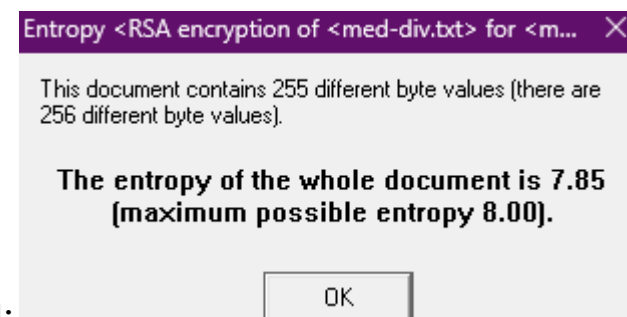 Entropy <RSA encryption of <med-div.txt> for <m...
This document contains 255 different byte values (there are
256 different byte values).
The entropy of the whole document is 7.85
(maximum possible entropy 8.00).
OK